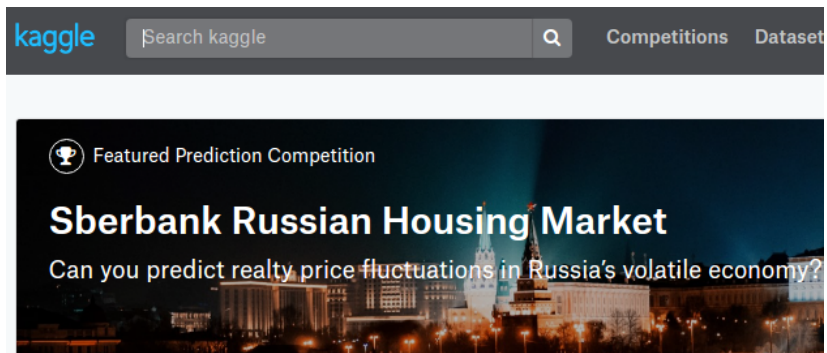 kaggle
Search kaggle
Competitions
Dataset
Featured Prediction Competition
Sberbank Russian Housing Market
Can you predict realty price fluctuations in Russia's volatile economy?